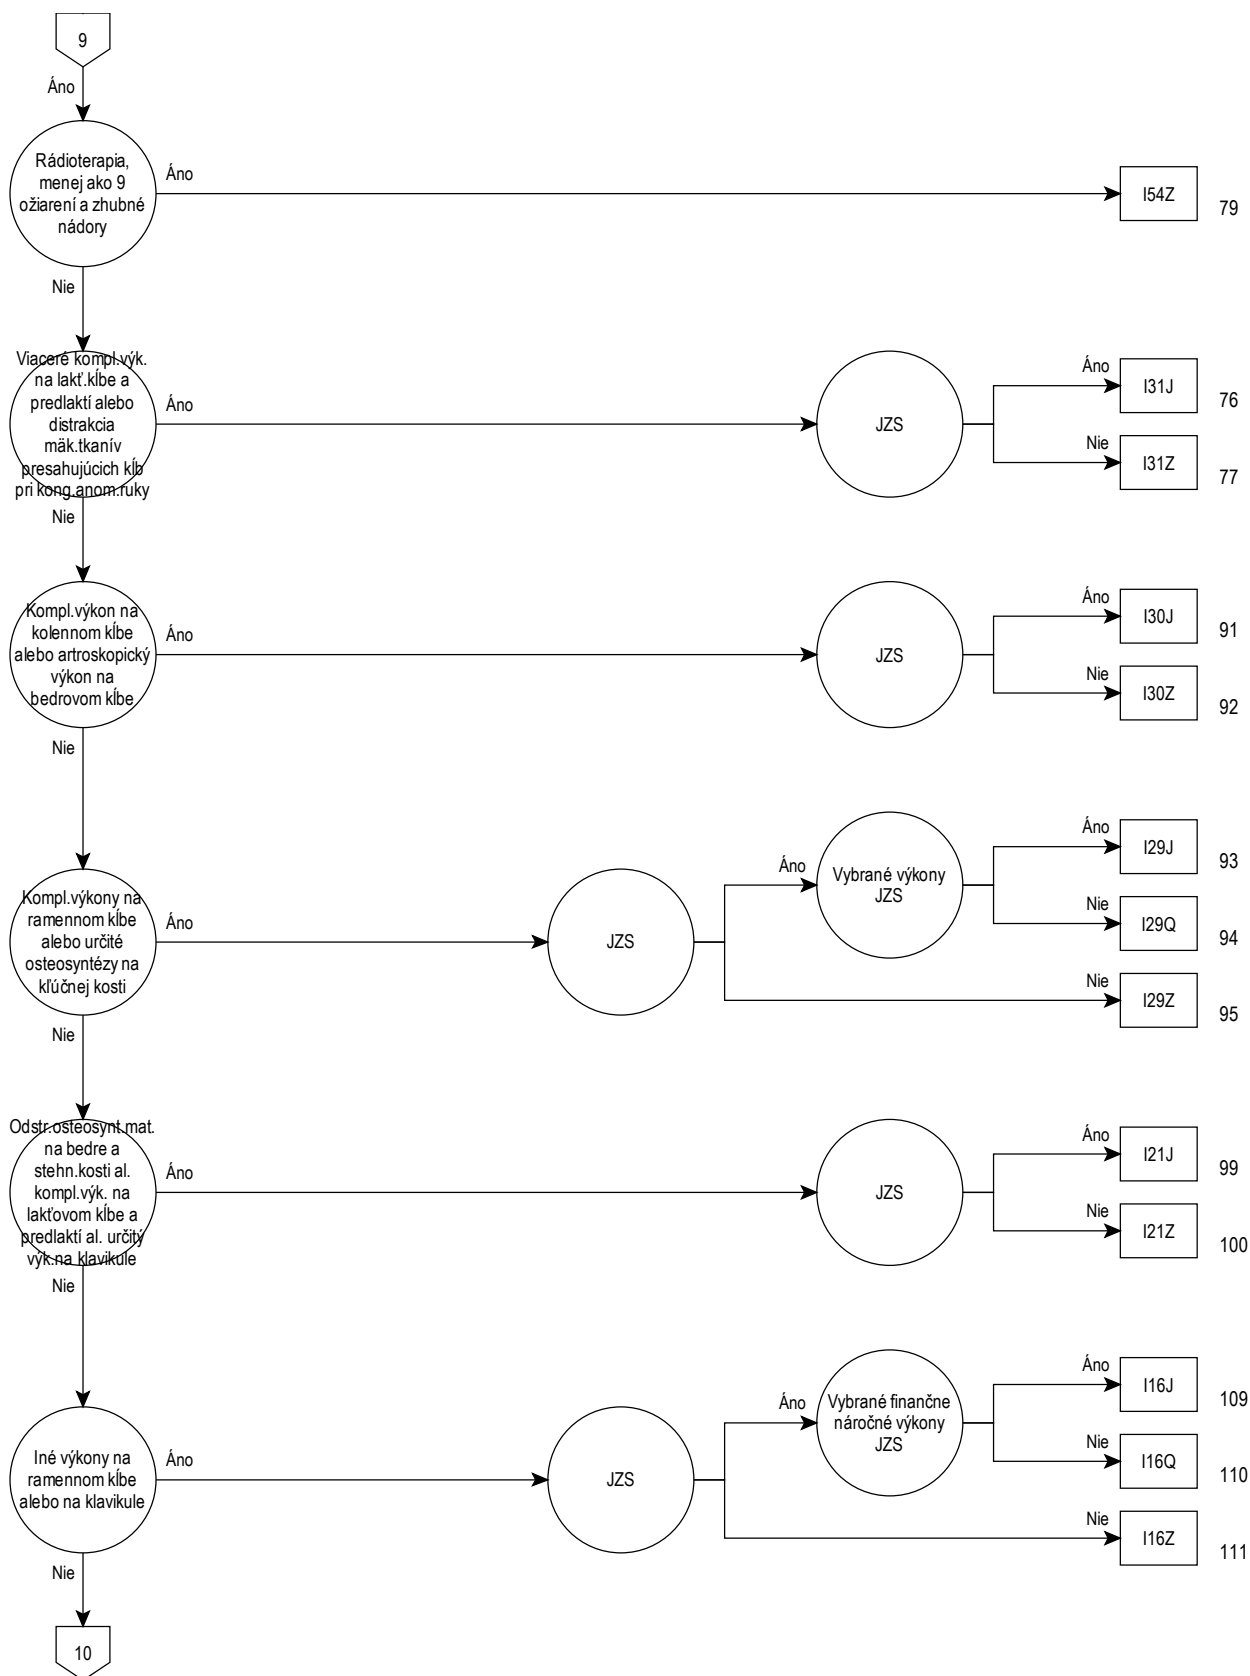 9
Áno
Rádioterapia,
menej ako 9
ožiarení a zhubné
nádory
Áno
I54Z
79
Nie
Viaceré kompl.výk.
na lakť.kĺbe a
predlaktí alebo
distrakcia
mäk.tkanív
presahujúcich kĺb
pri kong.anom.ruky
Áno
JZS
Áno
I31J
76
Nie
I31Z
77
Nie
Kompl.výkon na
kolennom kĺbe
alebo artroskopický
výkon na
bedrovom kĺbe
Áno
JZS
Áno
I30J
91
Nie
I30Z
92
Nie
Kompl.výkony na
ramennom kĺbe
alebo určité
osteosyntézy na
kľúčnej kosti
Áno
JZS
Áno
Vybrané výkony
JZS
Áno
I29J
93
Nie
I29Q
94
Nie
I29Z
95
Nie
Odstr.osteosynt.mat.
na bedre a
stehn.kosti al.
kompl.výk. na
lakťovom kĺbe a
predlaktí al. určitý
výk.na klavikule
Áno
JZS
Áno
I21J
99
Nie
I21Z
100
Nie
Iné výkony na
ramennom kĺbe
alebo na klavikule
Áno
JZS
Áno
Vybrané finančne
náročné výkony
JZS
Áno
I16J
109
Nie
I16Q
110
Nie
I16Z
111
Nie
10